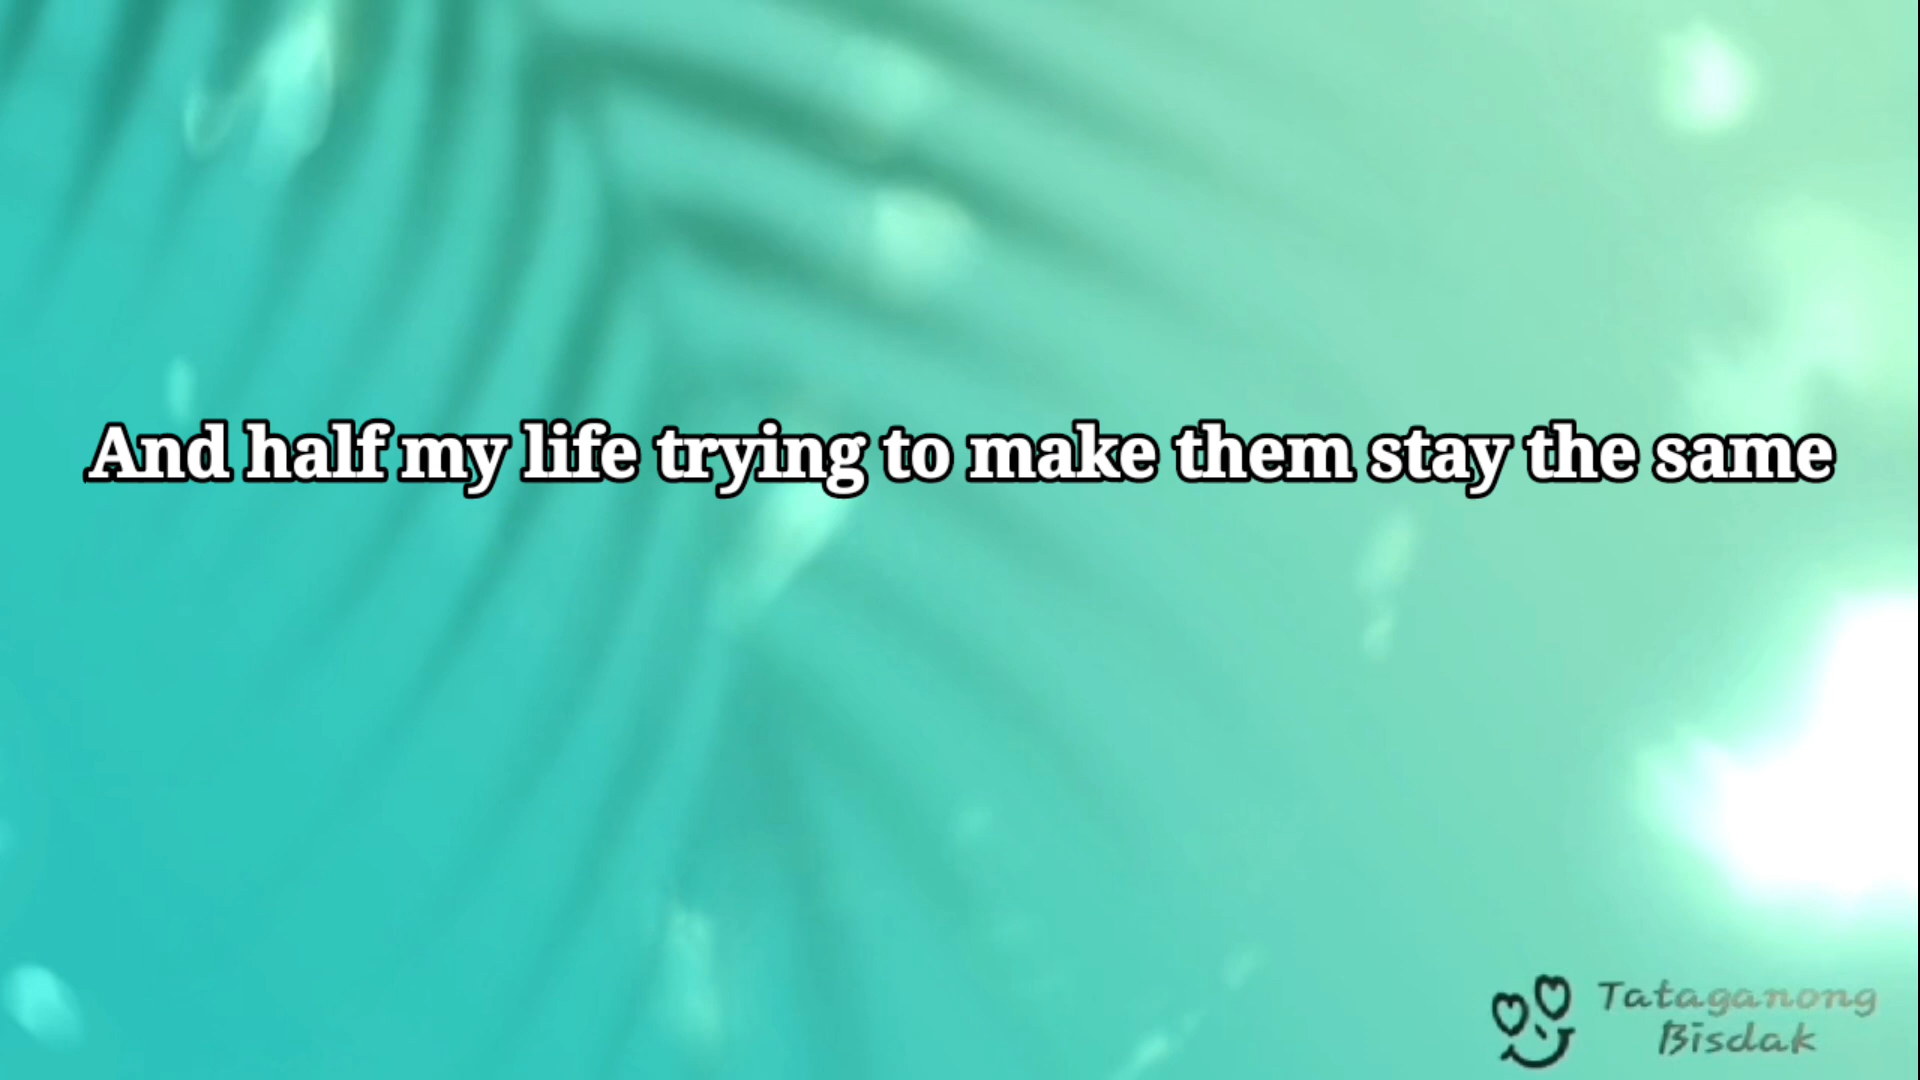 And half my life trying to make them stay the same
Tataganong
Bisdak